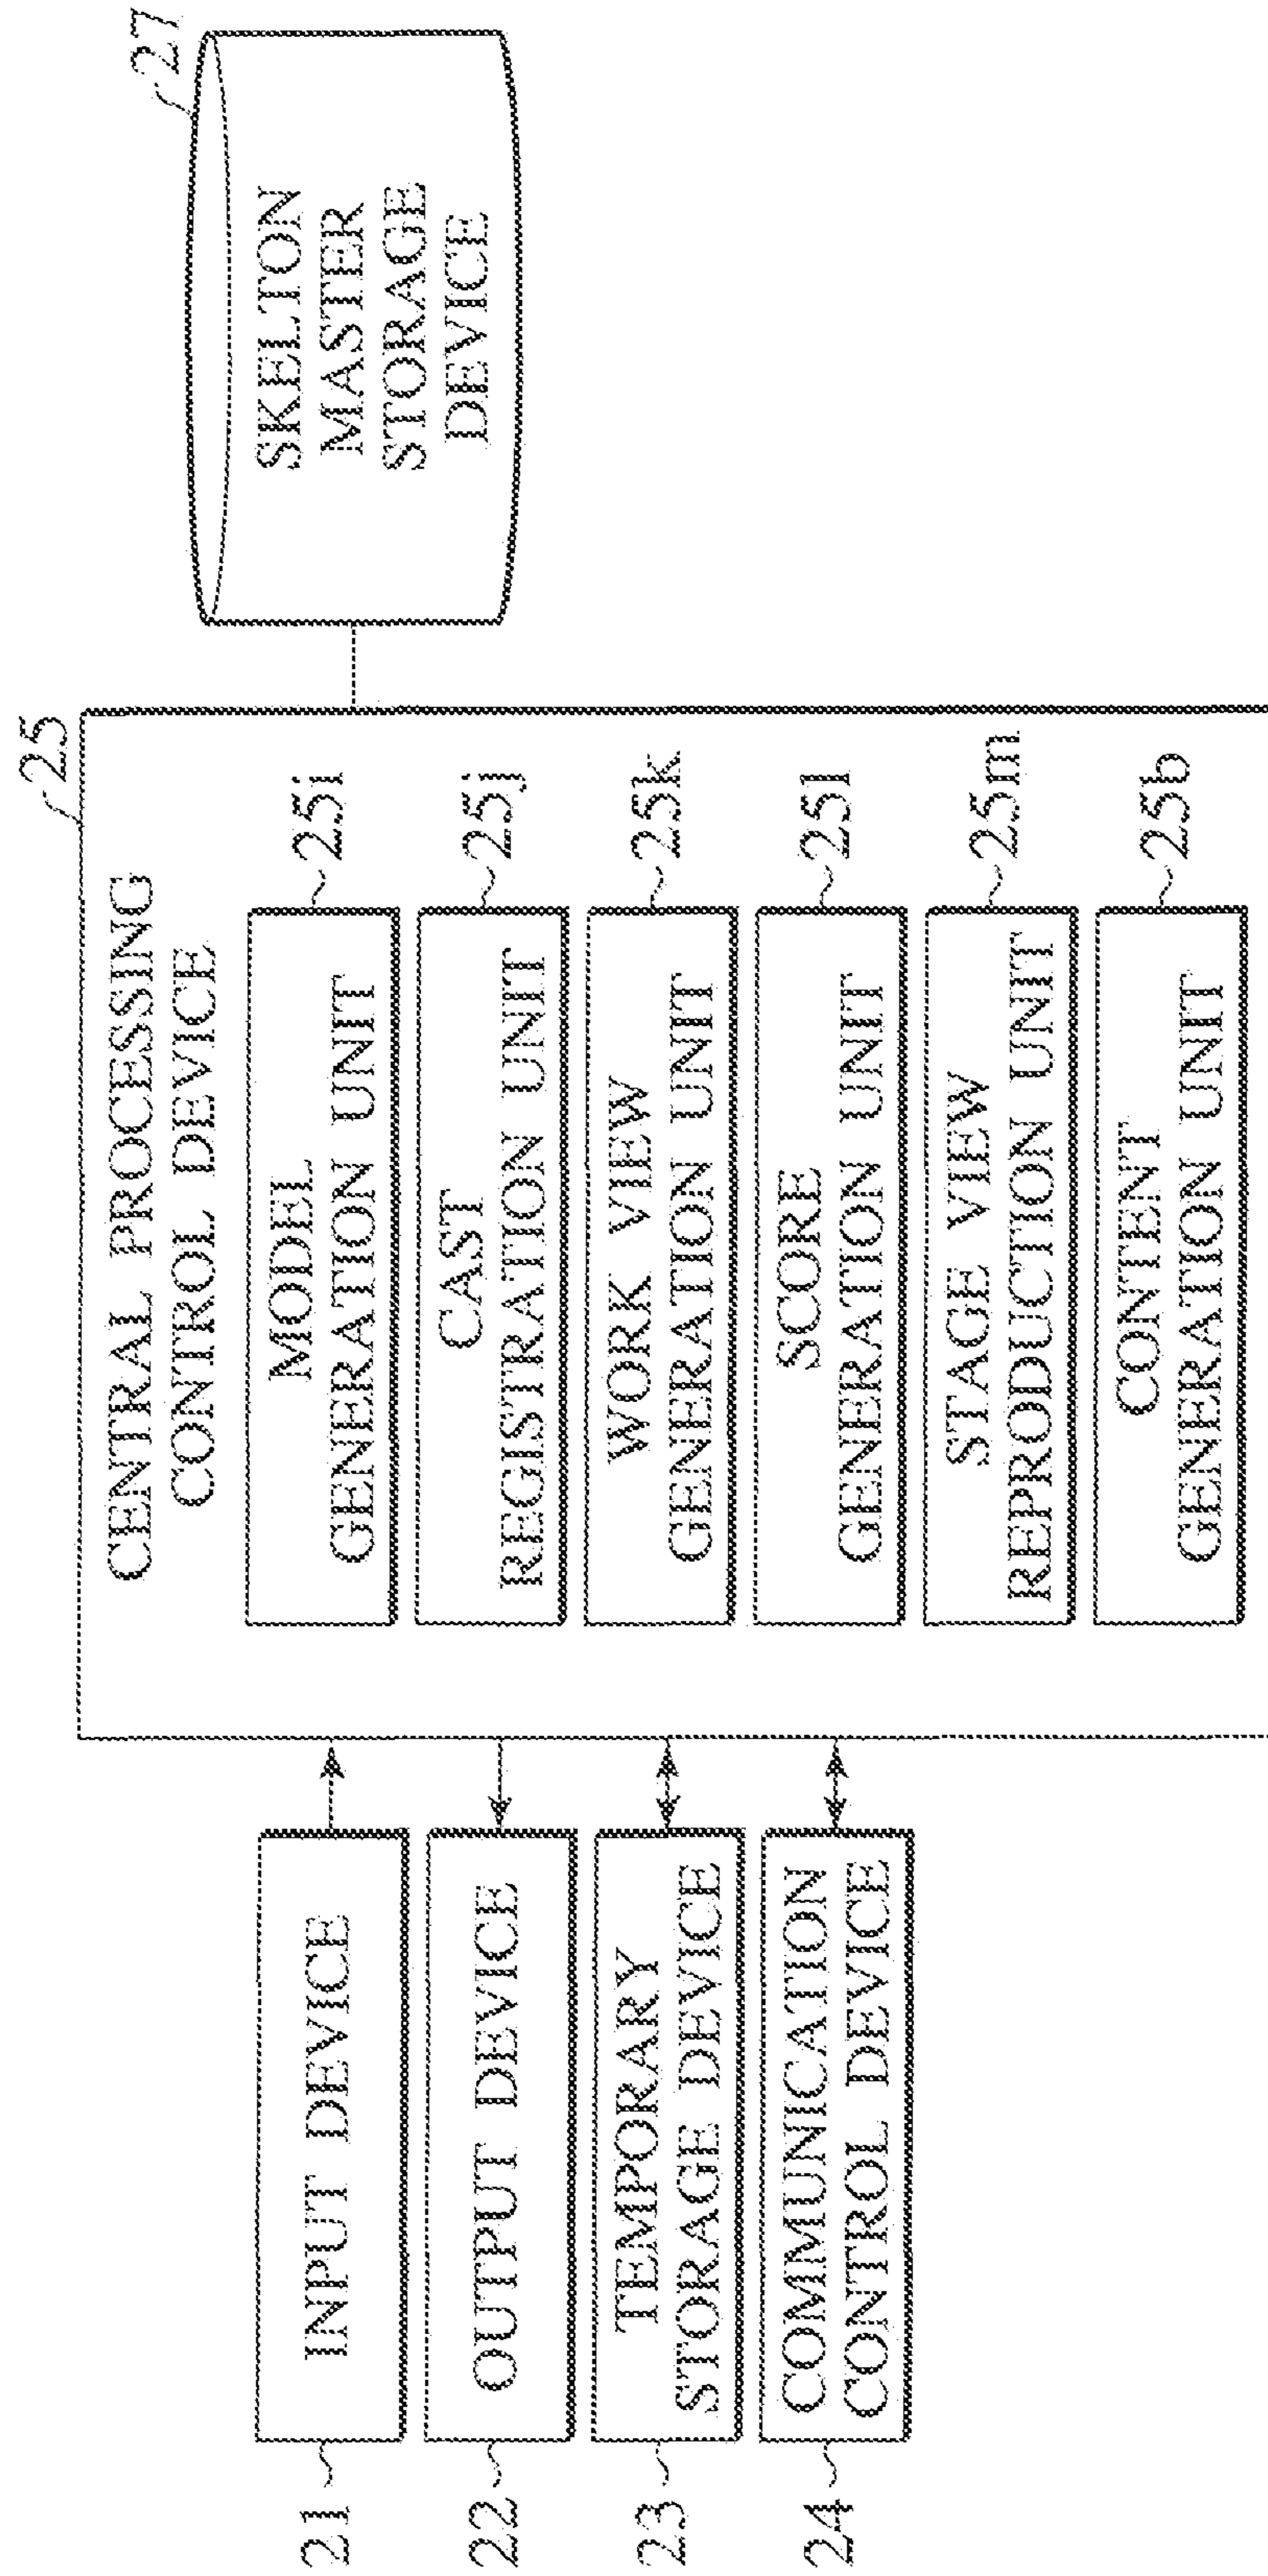 25
27
CENTRAL PROCESSING
CONTROL DEVICE
SKELTON
MASTER
STORAGE
DEVICE
21
INPUT DEVICE
22
OUTPUT DEVICE
23
TEMPORARY
STORAGE DEVICE
24
COMMUNICATION
CONTROL DEVICE
MODEL
GENERATION UNIT
25i
CAST
REGISTRATION UNIT
25j
WORK VIEW
GENERATION UNIT
25k
SCORE
GENERATION UNIT
25l
STAGE VIEW
REPRODUCTION UNIT
25m
CONTENT
GENERATION UNIT
25b